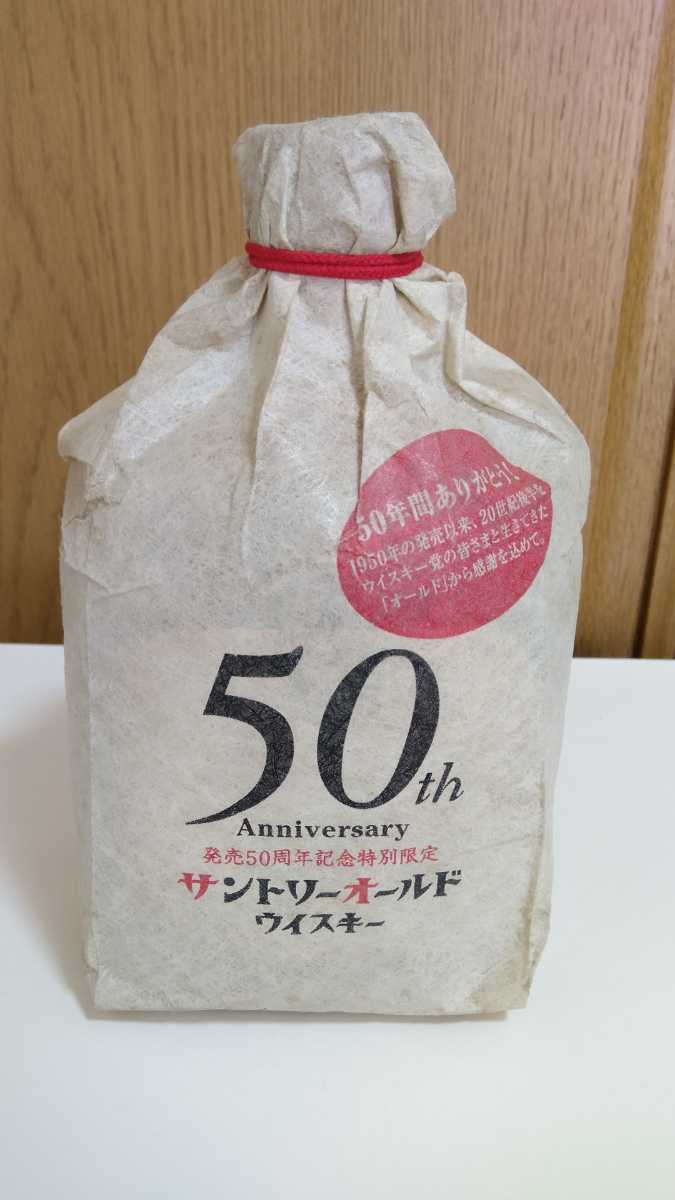 50年間ありがとう!
1950年の発売以来、20世紀後半を
ウイスキー党の皆さまと生きてきた
「オールド」から感謝を込めて。
50th
Anniversary
発売50周年記念特別限定
サントリーオールド
ウイスキー